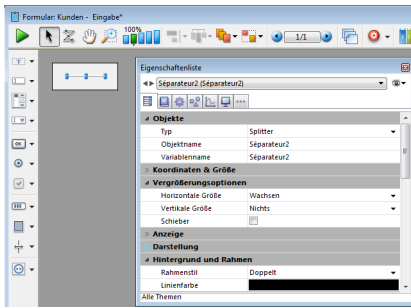 Formular: Kunden - Eingabe*
100%
1/1
Eigenschaftenliste
Séparateur2 (Séparateur2)
Objekte
Typ Splitter
Objektname Séparateur2
Variablenname Séparateur2
Koordinaten & Größe
Vergrößerungsoptionen
Horizontale Größe Wachsen
Vertikale Größe Nichts
Schieber
Anzeige
Darstellung
Hintergrund und Rahmen
Rahmenstil Doppelt
Linienfarbe
Alle Themen
OK